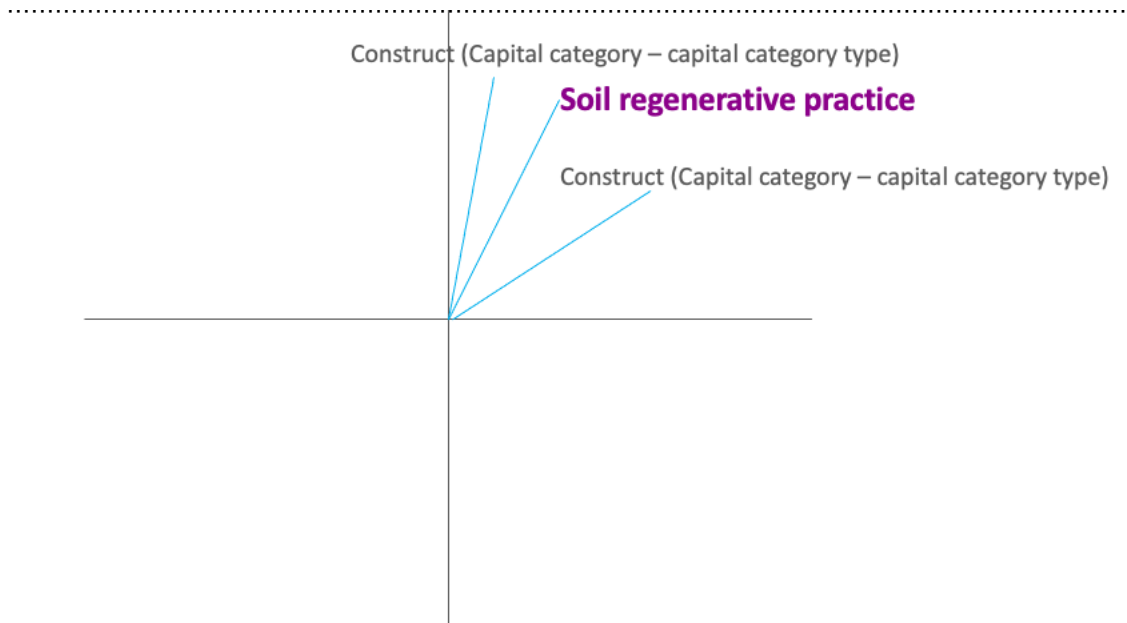 Construct (Capital category – capital category type)
Soil regenerative practice
Construct (Capital category – capital category type)